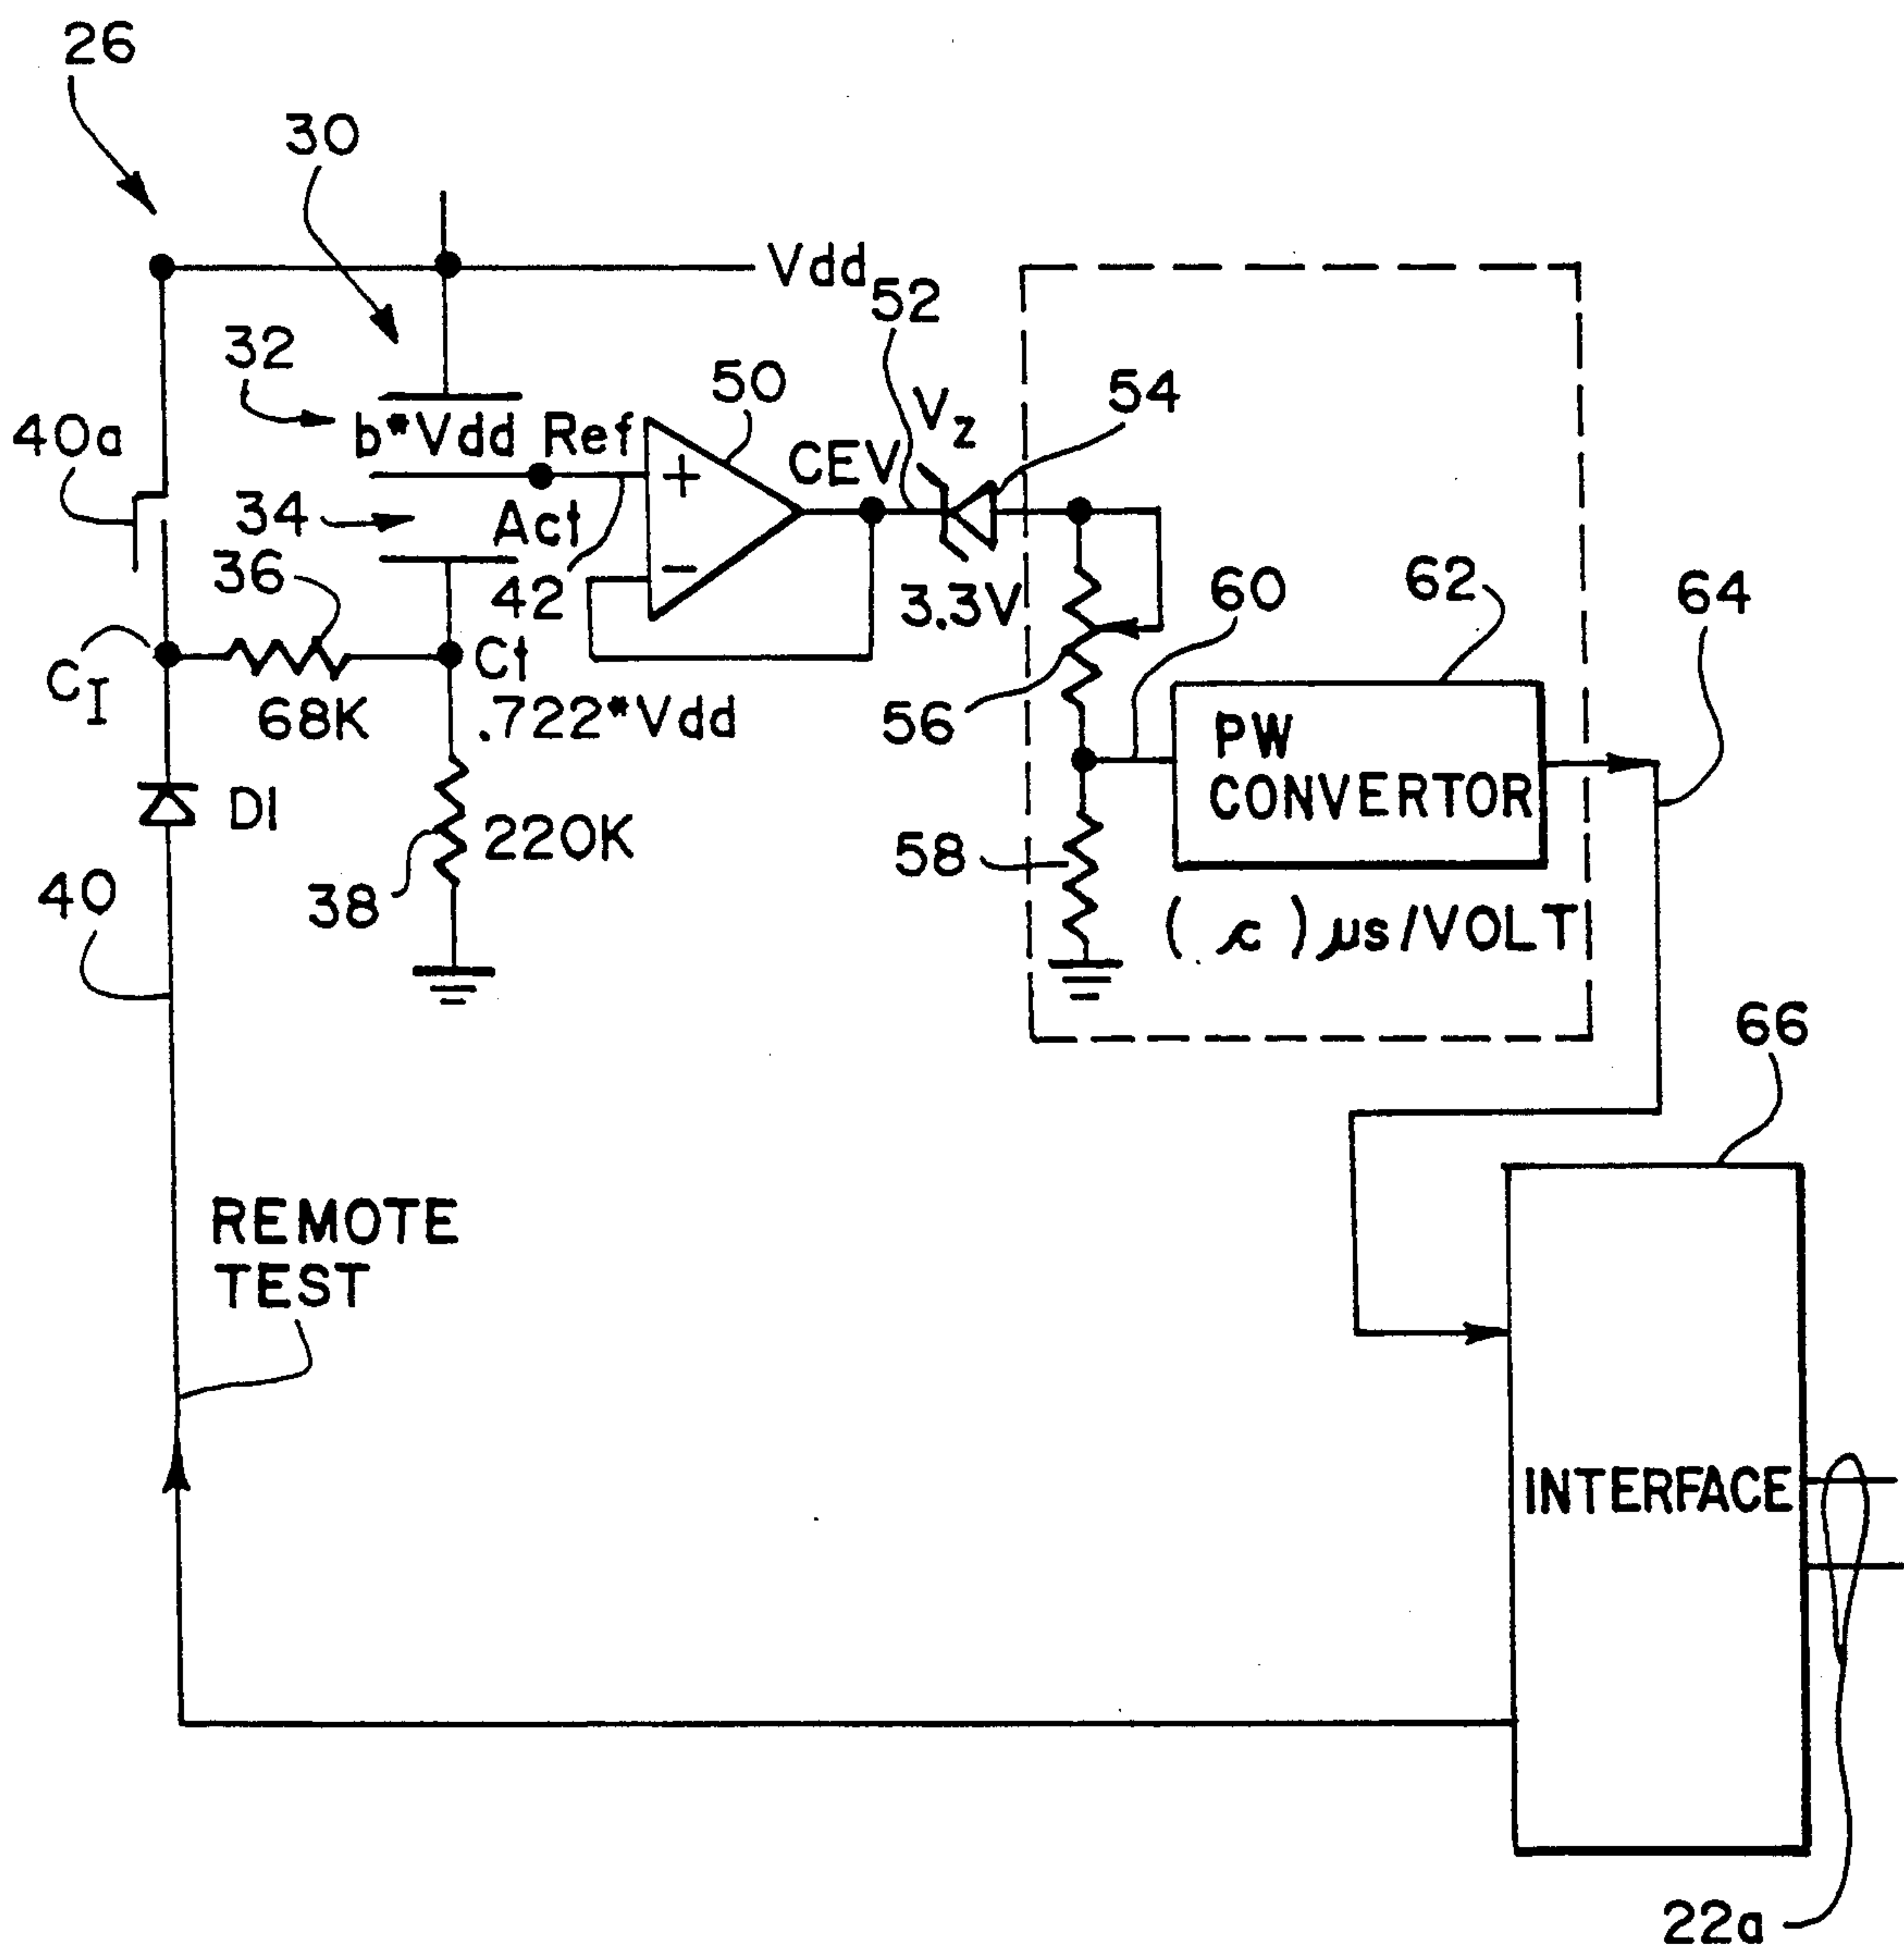 26
30
Vdd
52
32
50
Vz
54
40a
b*Vdd Ref
CEV
34
Act
36
42
3.3V
60
62
64
CI
Ct
68K
.722*Vdd
56
PW
CONVERTOR
D1
220K
58
40
38
(c) μs/VOLT
66
REMOTE
TEST
INTERFACE
22a